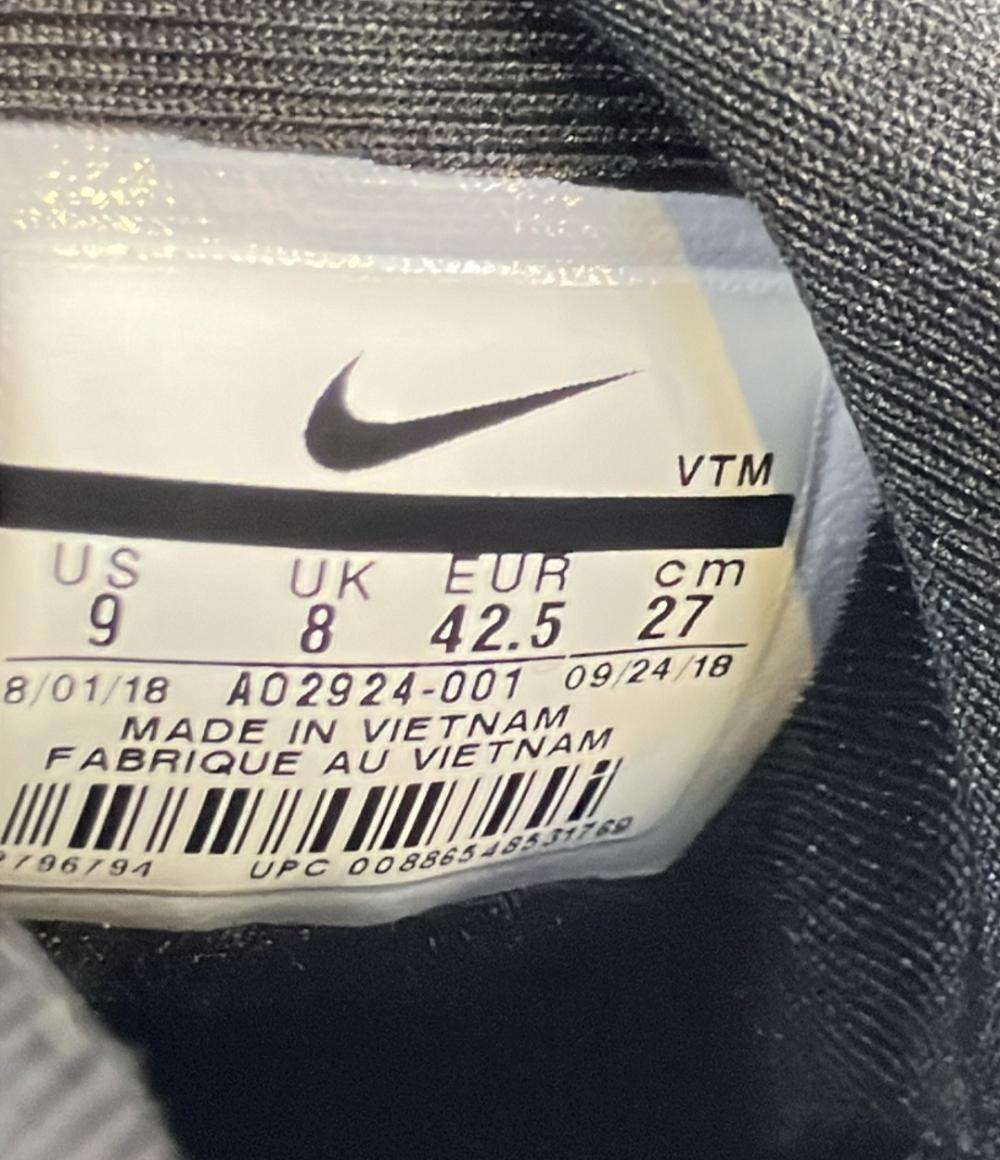 VTM
US UK EUR cm
9 8 42.5 27
8/01/18 AO2924-001 09/24/18
MADE IN VIETNAM
FABRIQUE AU VIETNAM
796794 UPC 00886548531769